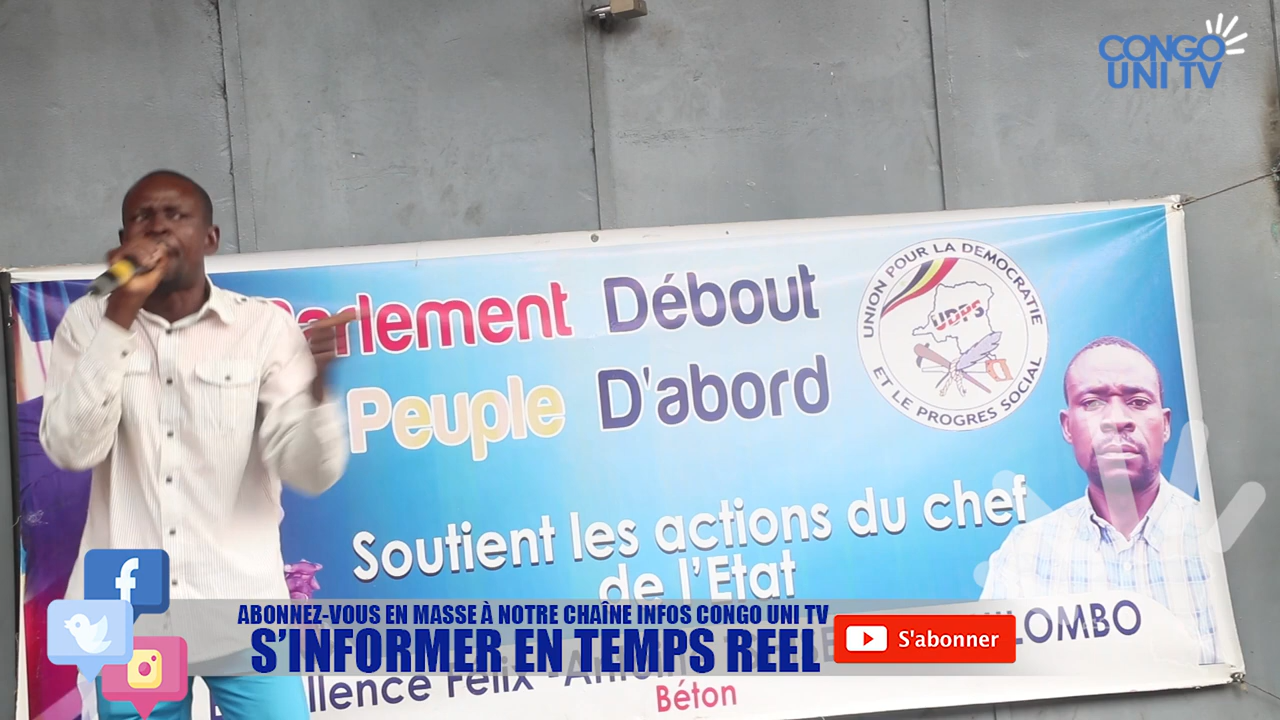 CONGO
UNI TV
Parlement Débout
Peuple D'abord
UNION POUR LA DEMOCRATIE
UDPS
ET LE PROGRES SOCIAL
Soutient les actions du chef
de l'Etat
ABONNEZ-VOUS EN MASSE À NOTRE CHAÎNE INFOS CONGO UNI TV
S'INFORMER EN TEMPS REEL
S'abonner
Félix
Béton